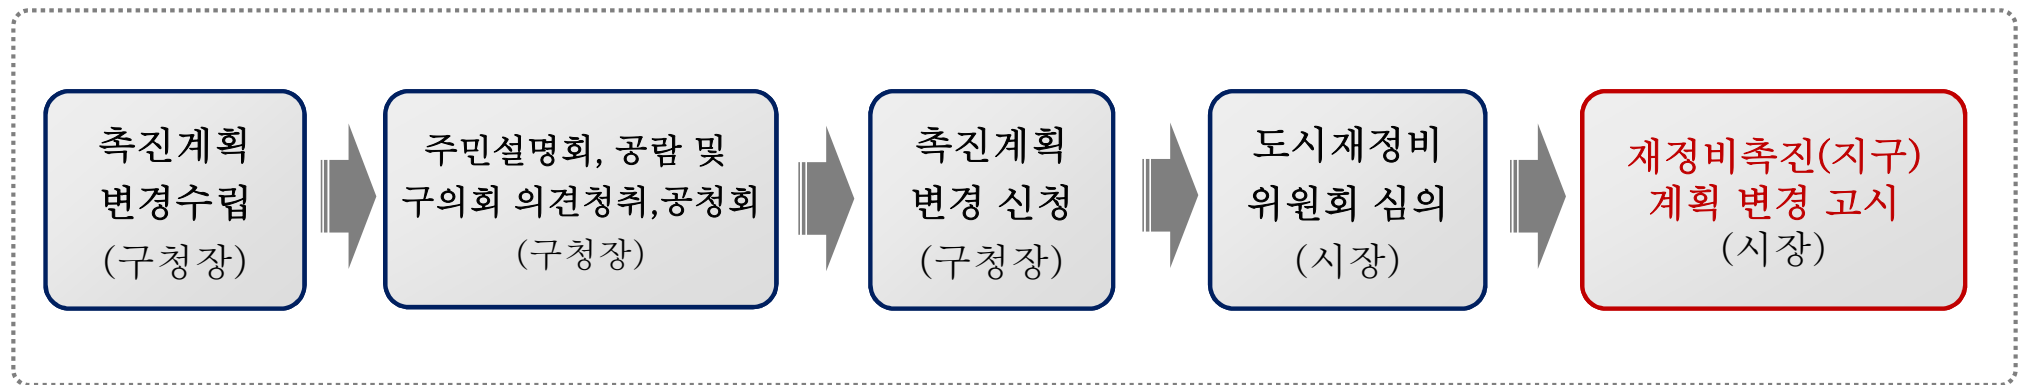 촉진계획
변경수립
(구청장)
주민설명회, 공람 및
구의회 의견청취,공청회
(구청장)
촉진계획
변경 신청
(구청장)
도시재정비
위원회 심의
(시장)
재정비촉진(지구)
계획 변경 고시
(시장)